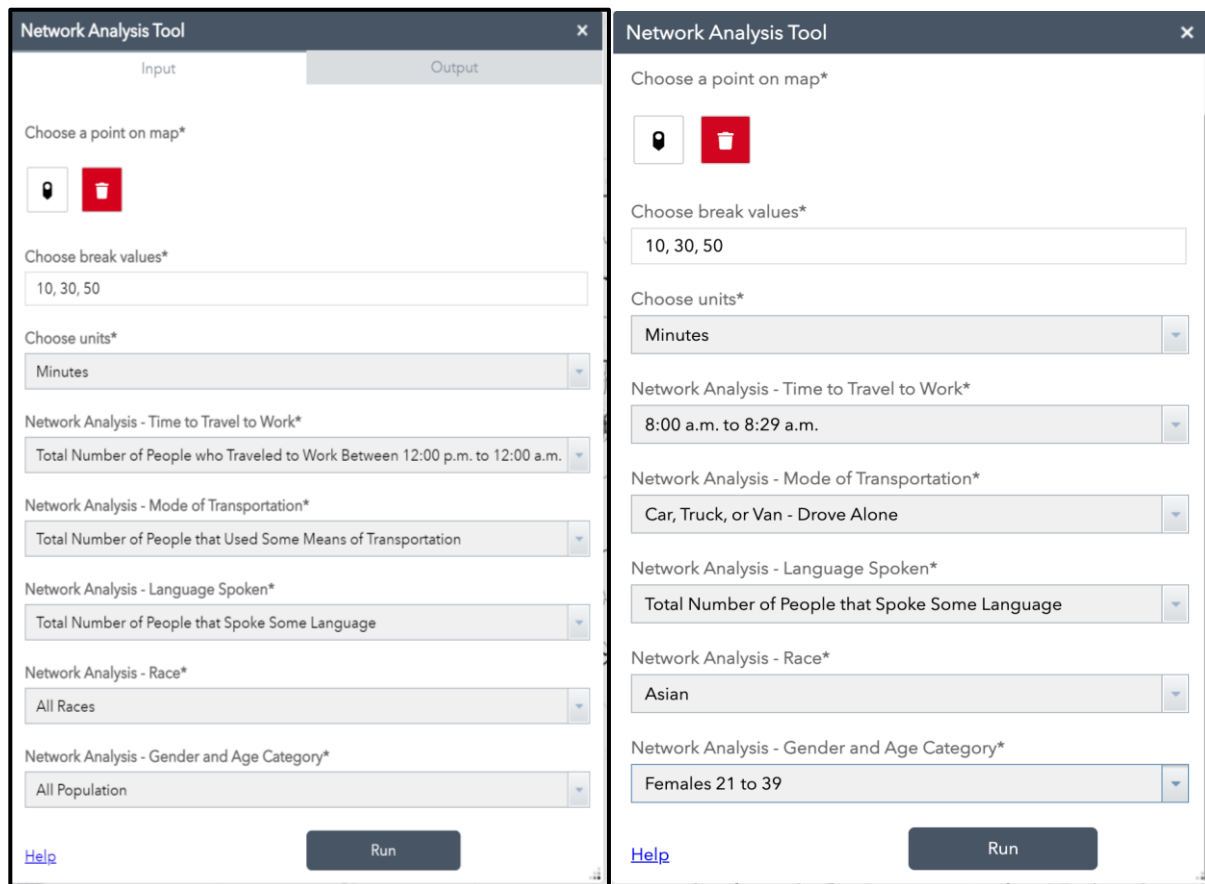 Network Analysis Tool ×
Input Output
Choose a point on map*
Choose break values*
10, 30, 50
Choose units*
Minutes
Network Analysis - Time to Travel to Work*
Total Number of People who Traveled to Work Between 12:00 p.m. to 12:00 a.m.
Network Analysis - Mode of Transportation*
Total Number of People that Used Some Means of Transportation
Network Analysis - Language Spoken*
Total Number of People that Spoke Some Language
Network Analysis - Race*
All Races
Network Analysis - Gender and Age Category*
All Population
Help Run
Network Analysis Tool ×
Choose a point on map*
Choose break values*
10, 30, 50
Choose units*
Minutes
Network Analysis - Time to Travel to Work*
8:00 a.m. to 8:29 a.m.
Network Analysis - Mode of Transportation*
Car, Truck, or Van - Drove Alone
Network Analysis - Language Spoken*
Total Number of People that Spoke Some Language
Network Analysis - Race*
Asian
Network Analysis - Gender and Age Category*
Females 21 to 39
Help Run